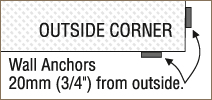 OUTSIDE CORNER
Wall Anchors
20mm (3/4") from outside.